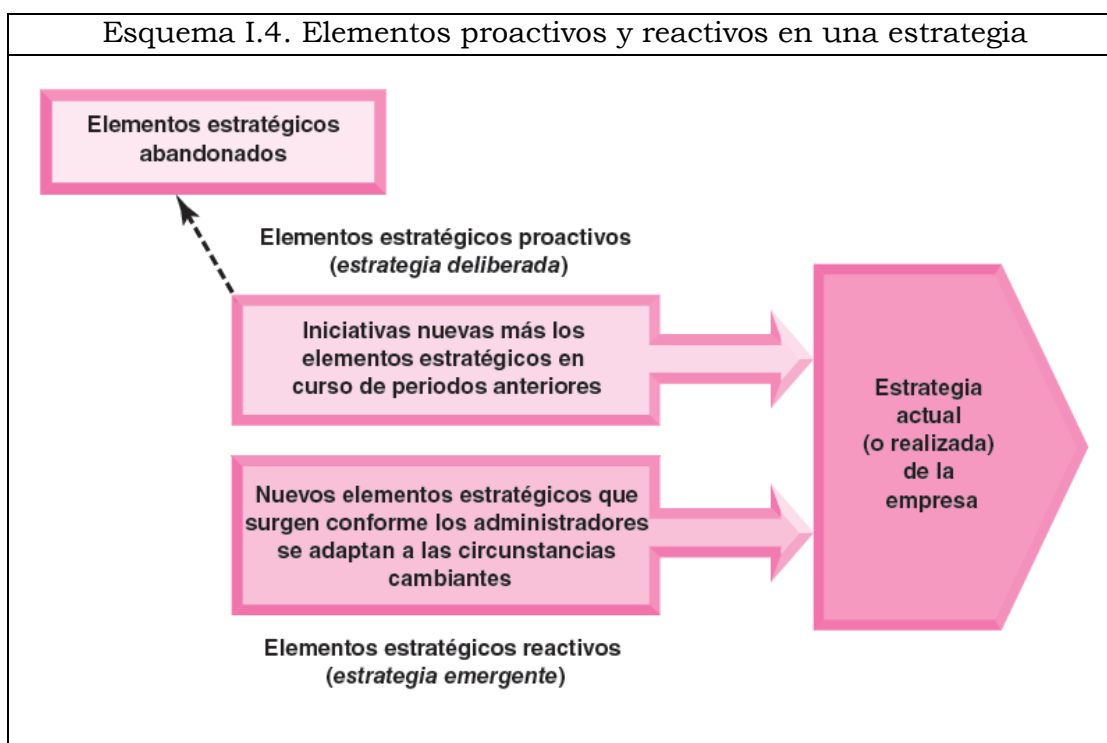 Esquema I.4. Elementos proactivos y reactivos en una estrategia
Elementos estratégicos
abandonados
Elementos estratégicos proactivos
(estrategia deliberada)
Iniciativas nuevas más los
elementos estratégicos en
curso de periodos anteriores
Nuevos elementos estratégicos que
surgen conforme los administradores
se adaptan a las circunstancias
cambiantes
Elementos estratégicos reactivos
(estrategia emergente)
Estrategia
actual
(o realizada)
de la
empresa